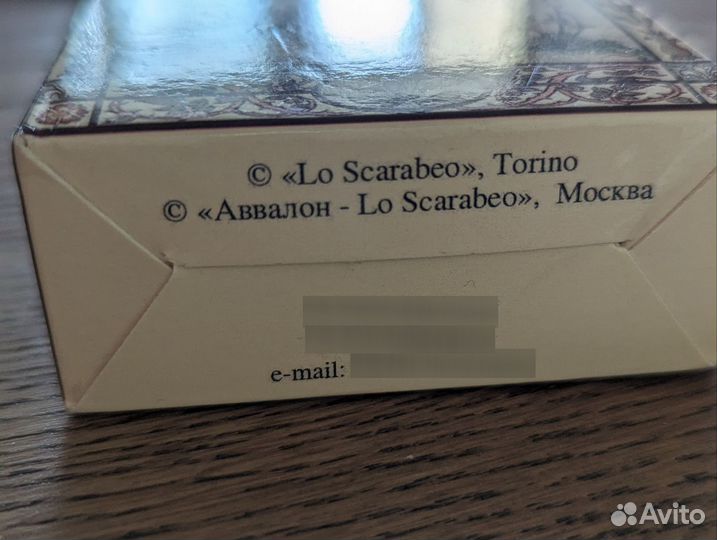 © «Lo Scarabeo», Torino
© «Аввалон - Lo Scarabeo», Москва
e-mail:
Avito